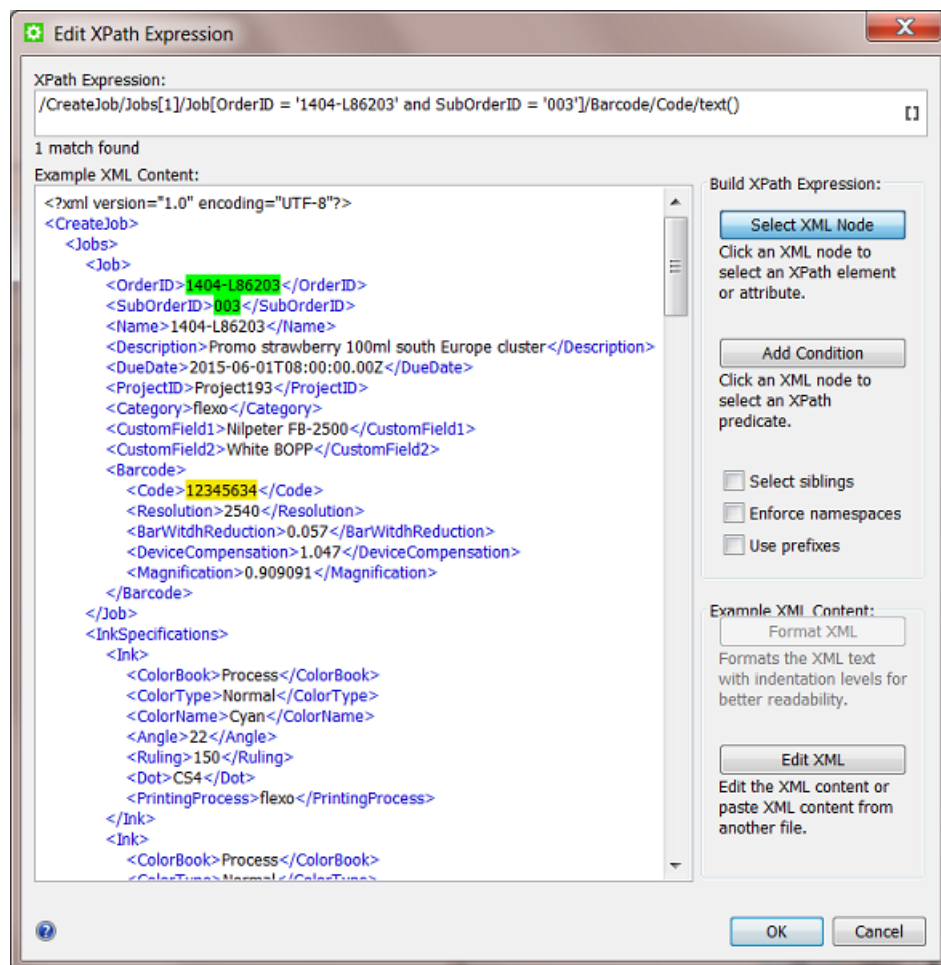 Edit XPath Expression
XPath Expression:
/CreateJob/Jobs[1]/Job[OrderID = '1404-L86203' and SubOrderID = '003']/Barcode/Code/text()
1 match found
Example XML Content:
<?xml version="1.0" encoding="UTF-8"?>
<CreateJob>
<Jobs>
<Job>
<OrderID>1404-L86203</OrderID>
<SubOrderID>003</SubOrderID>
<Name>1404-L86203</Name>
<Description>Promo strawberry 100ml south Europe cluster</Description>
<DueDate>2015-06-01T08:00:00.00Z</DueDate>
<ProjectID>Project193</ProjectID>
<Category>flexo</Category>
<CustomField1>Nilpeter FB-2500</CustomField1>
<CustomField2>White BOPP</CustomField2>
<Barcode>
<Code>12345634</Code>
<Resolution>2540</Resolution>
<BarWitdhReduction>0.057</BarWitdhReduction>
<DeviceCompensation>1.047</DeviceCompensation>
<Magnification>0.909091</Magnification>
</Barcode>
</Job>
<InkSpecifications>
<Ink>
<ColorBook>Process</ColorBook>
<ColorType>Normal</ColorType>
<ColorName>Cyan</ColorName>
<Angle>22</Angle>
<Ruling>150</Ruling>
<Dot>CS4</Dot>
<PrintingProcess>flexo</PrintingProcess>
</Ink>
<Ink>
<ColorBook>Process</ColorBook>
<ColorType>Normal</ColorType>
Build XPath Expression:
Select XML Node
Click an XML node to
select an XPath element
or attribute.
Add Condition
Click an XML node to
select an XPath
predicate.
Select siblings
Enforce namespaces
Use prefixes
Example XML Content:
Format XML
Formats the XML text
with indentation levels for
better readability.
Edit XML
Edit the XML content or
paste XML content from
another file.
OK
Cancel